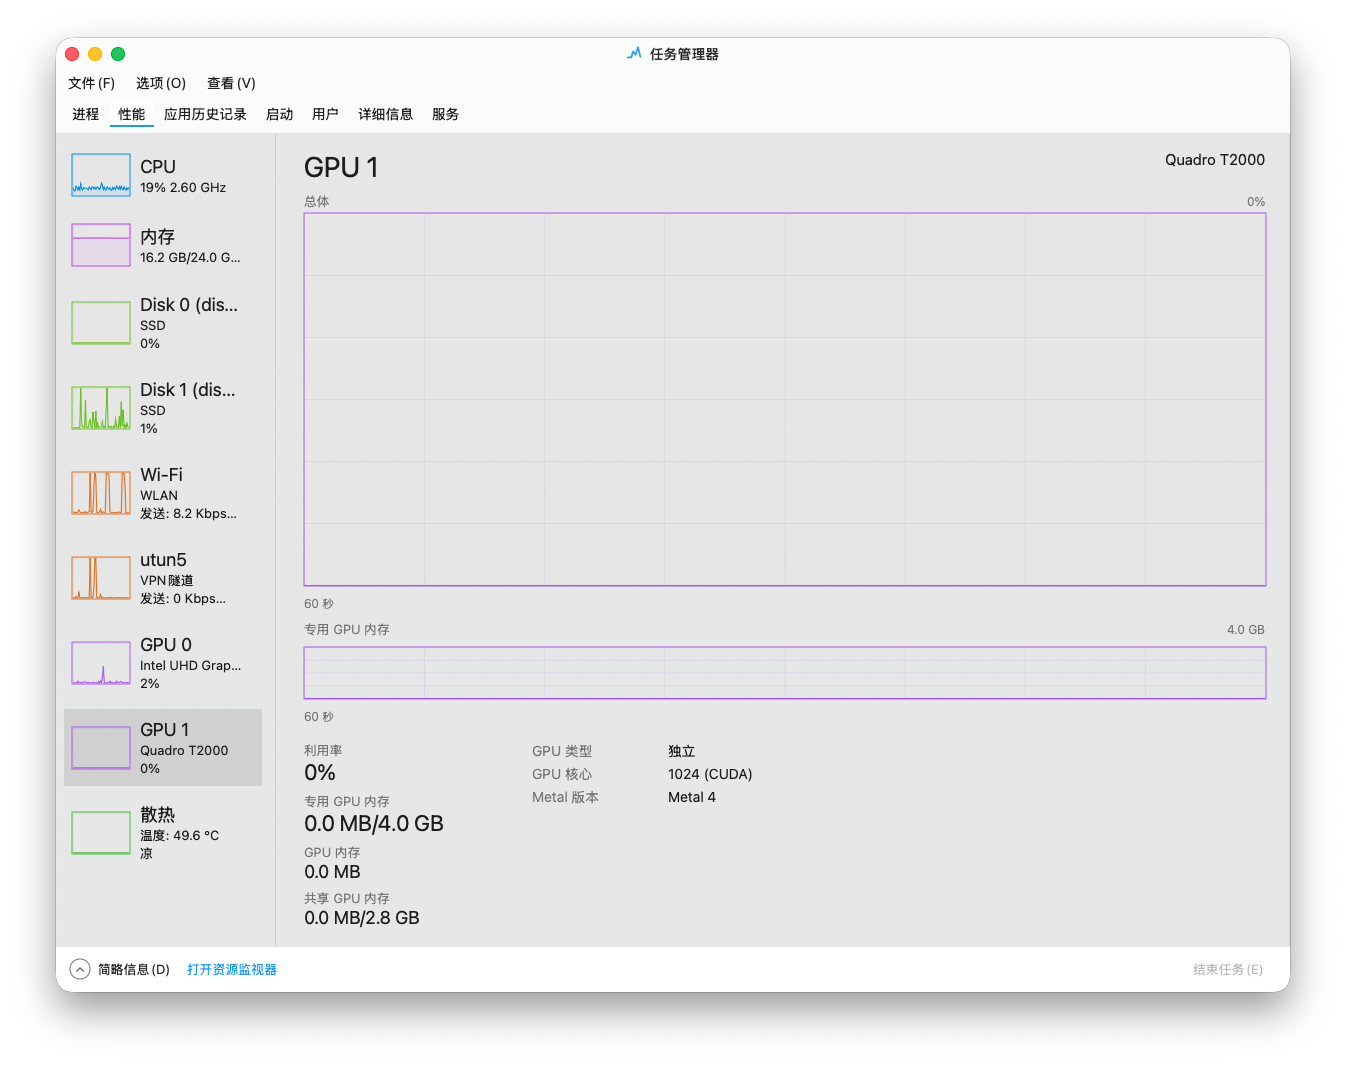 任务管理器
文件(F) 选项(O) 查看(V)
进程 性能 应用历史记录 启动 用户 详细信息 服务
CPU
19% 2.60 GHz
内存
16.2 GB/24.0 G...
Disk 0 (dis...
SSD
0%
Disk 1 (dis...
SSD
1%
Wi-Fi
WLAN
发送: 8.2 Kbps...
utun5
VPN 隧道
发送: 0 Kbps...
GPU 0
Intel UHD Grap...
2%
GPU 1
Quadro T2000
0%
散热
温度: 49.6 °C
凉
GPU 1 Quadro T2000
总体 0%
60 秒
专用 GPU 内存 4.0 GB
60 秒
利用率
0%
专用 GPU 内存
0.0 MB/4.0 GB
GPU 内存
0.0 MB
共享 GPU 内存
0.0 MB/2.8 GB
GPU 类型 独立
GPU 核心 1024 (CUDA)
Metal 版本 Metal 4
简略信息(D) 打开资源监视器 结束任务(E)